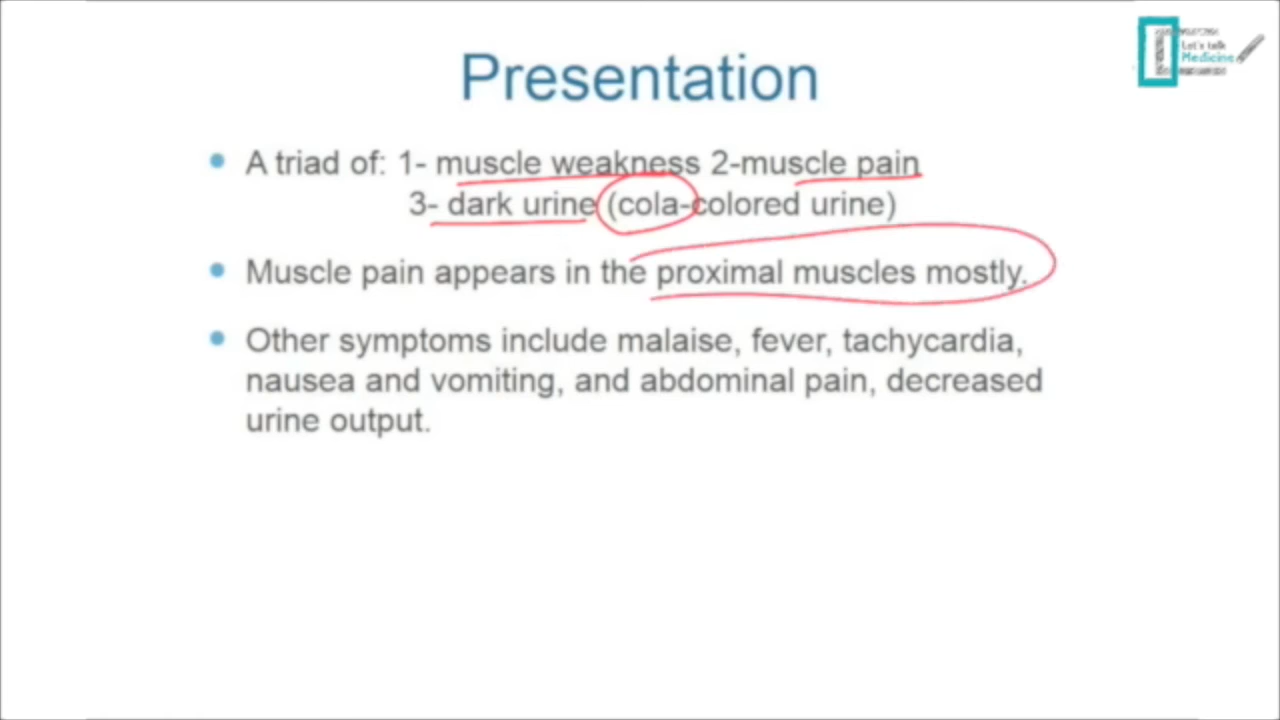 Presentation
Let's talk
Medicine
A triad of: 1- muscle weakness 2-muscle pain
3- dark urine (cola-colored urine)
Muscle pain appears in the proximal muscles mostly.
Other symptoms include malaise, fever, tachycardia,
nausea and vomiting, and abdominal pain, decreased
urine output.